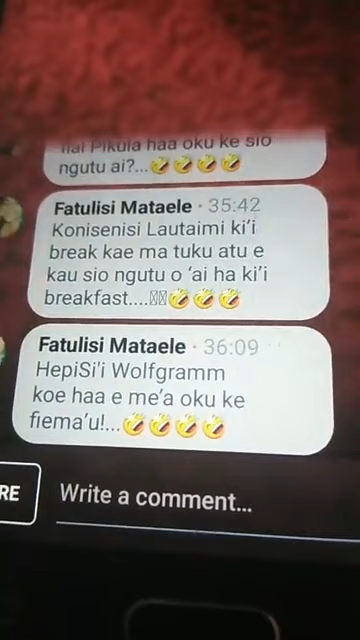 Pikula haa oku ke sio
ngutu ai?...🤣🤣🤣🤣
Fatulisi Mataele · 35:42
Konisenisi Lautaimi ki'i
break kae ma tuku atu e
kau sio ngutu o 'ai ha ki'i
breakfast....🤣🤣🤣
Fatulisi Mataele · 36:09
HepiSi'i Wolfgramm
koe haa e me'a oku ke
fiema'u!...🤣🤣🤣🤣
RE
Write a comment...